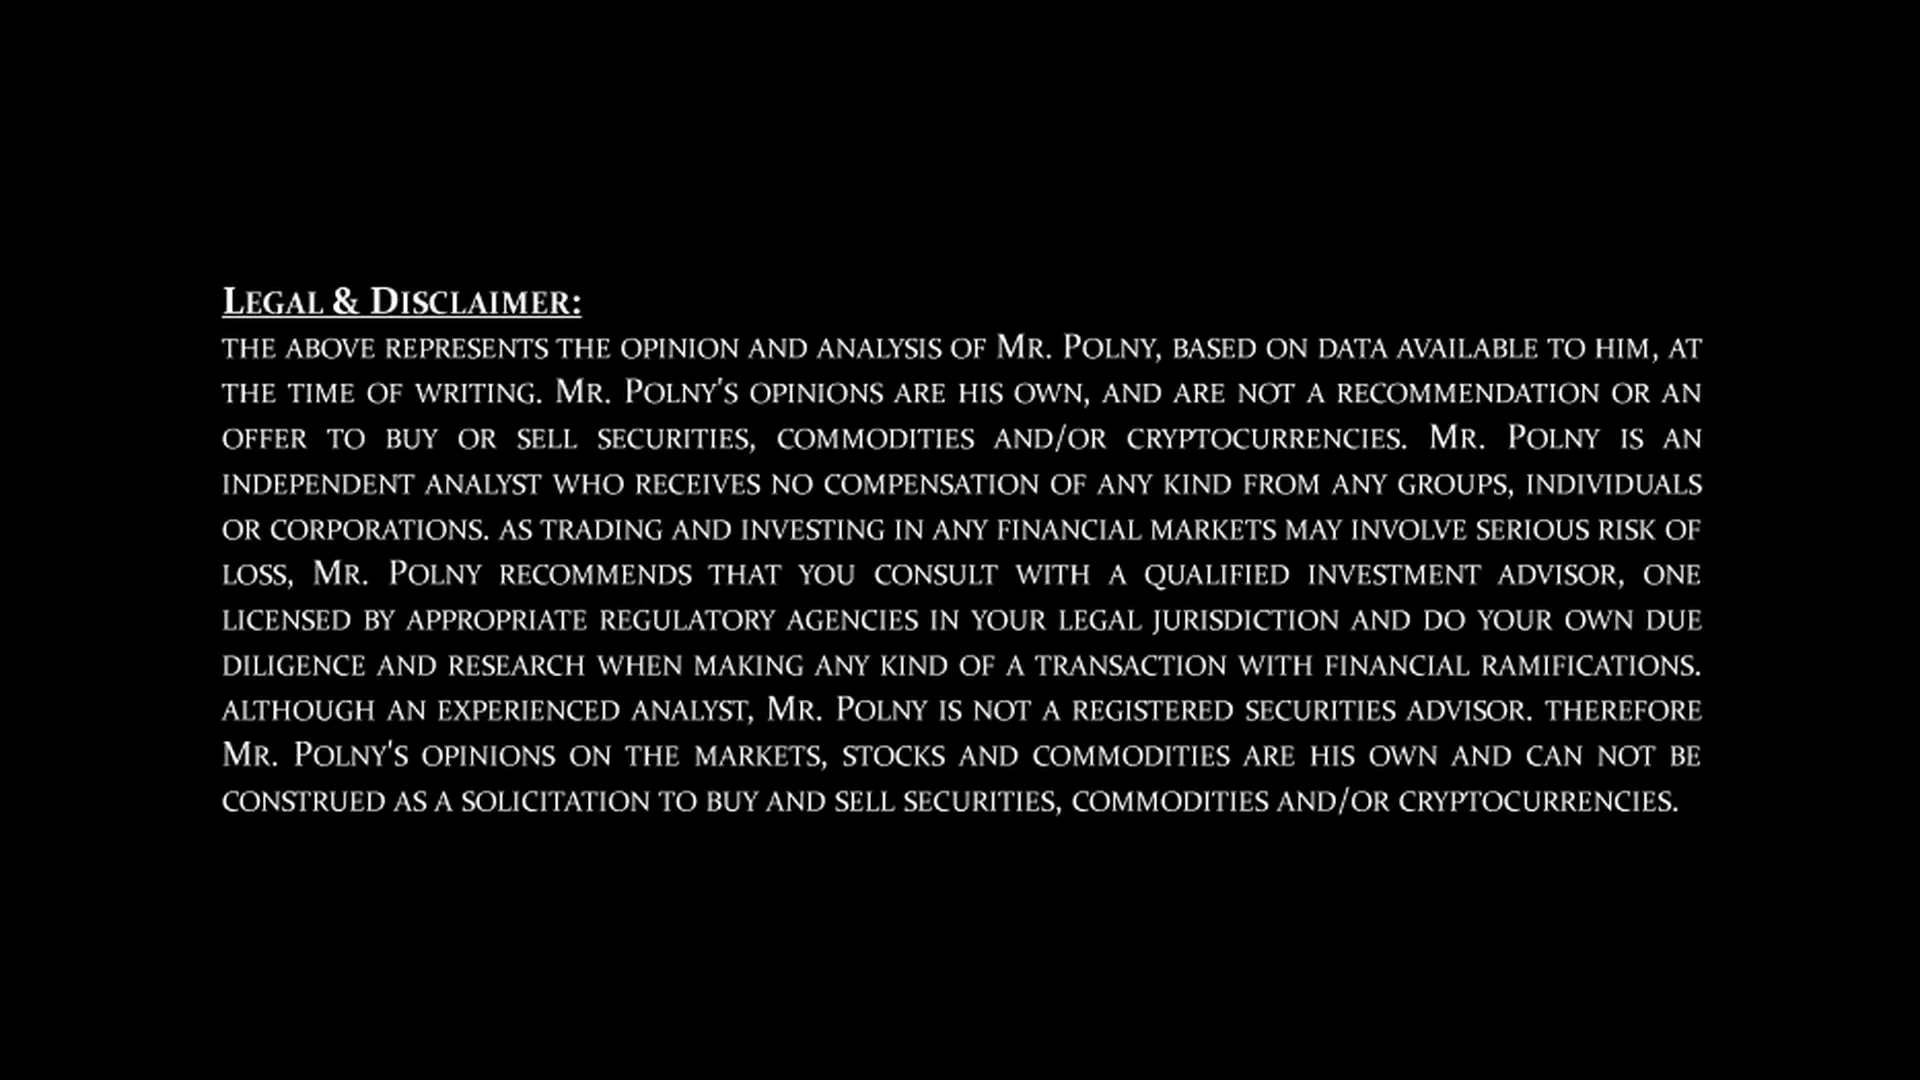 LEGAL & DISCLAIMER:
THE ABOVE REPRESENTS THE OPINION AND ANALYSIS OF MR. POLNY, BASED ON DATA AVAILABLE TO HIM, AT
THE TIME OF WRITING. MR. POLNY'S OPINIONS ARE HIS OWN, AND ARE NOT A RECOMMENDATION OR AN
OFFER TO BUY OR SELL SECURITIES, COMMODITIES AND/OR CRYPTOCURRENCIES. MR. POLNY IS AN
INDEPENDENT ANALYST WHO RECEIVES NO COMPENSATION OF ANY KIND FROM ANY GROUPS, INDIVIDUALS
OR CORPORATIONS. AS TRADING AND INVESTING IN ANY FINANCIAL MARKETS MAY INVOLVE SERIOUS RISK OF
LOSS, MR. POLNY RECOMMENDS THAT YOU CONSULT WITH A QUALIFIED INVESTMENT ADVISOR, ONE
LICENSED BY APPROPRIATE REGULATORY AGENCIES IN YOUR LEGAL JURISDICTION AND DO YOUR OWN DUE
DILIGENCE AND RESEARCH WHEN MAKING ANY KIND OF A TRANSACTION WITH FINANCIAL RAMIFICATIONS.
ALTHOUGH AN EXPERIENCED ANALYST, MR. POLNY IS NOT A REGISTERED SECURITIES ADVISOR. THEREFORE
MR. POLNY'S OPINIONS ON THE MARKETS, STOCKS AND COMMODITIES ARE HIS OWN AND CAN NOT BE
CONSTRUED AS A SOLICITATION TO BUY AND SELL SECURITIES, COMMODITIES AND/OR CRYPTOCURRENCIES.